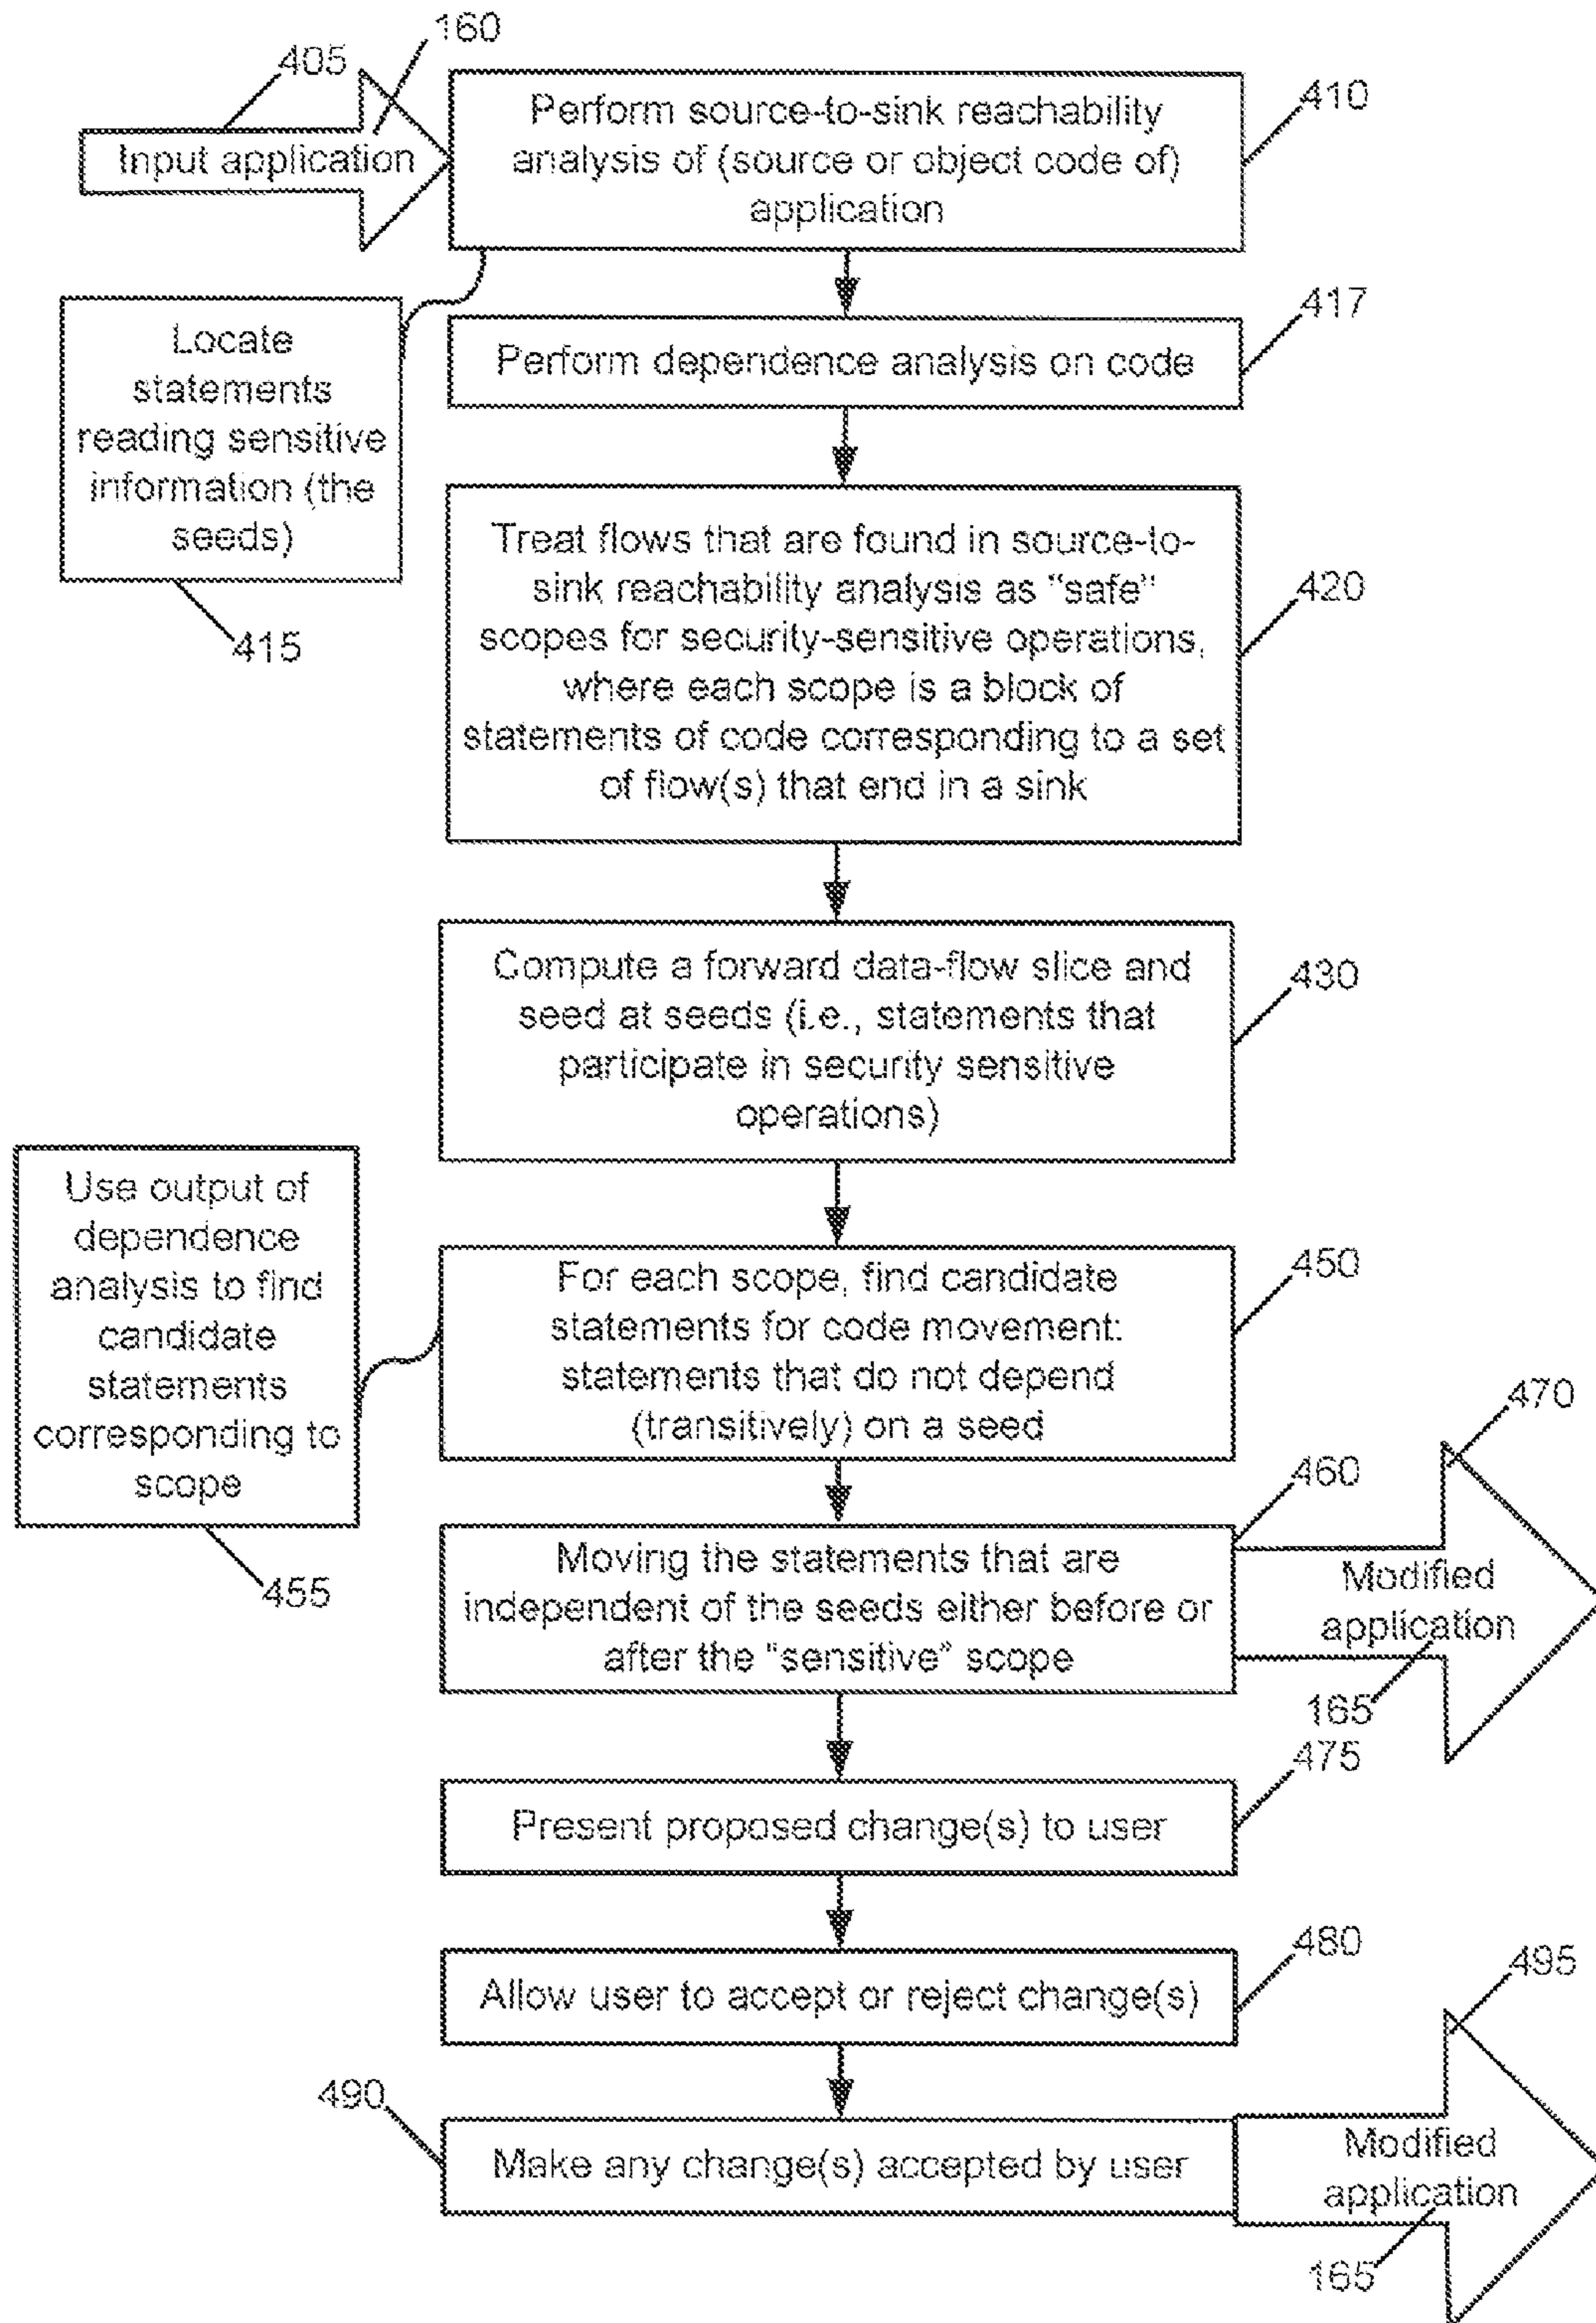 160
405
Input application
Perform source-to-sink reachability
analysis of (source or object code of)
application
410
Locate
statements
reading sensitive
information (the
seeds)
415
Perform dependence analysis on code
417
Treat flows that are found in source-to-
sink reachability analysis as "safe"
scopes for security-sensitive operations,
where each scope is a block of
statements of code corresponding to a set
of flow(s) that end in a sink
420
Compute a forward data-flow slice and
seed at seeds (i.e., statements that
participate in security sensitive
operations)
430
Use output of
dependence
analysis to find
candidate
statements
corresponding to
scope
455
For each scope, find candidate
statements for code movement:
statements that do not depend
(transitively) on a seed
450
Moving the statements that are
independent of the seeds either before or
after the "sensitive" scope
460
470
Modified
application
165
Present proposed change(s) to user
475
Allow user to accept or reject change(s)
480
490
Make any change(s) accepted by user
495
Modified
application
165